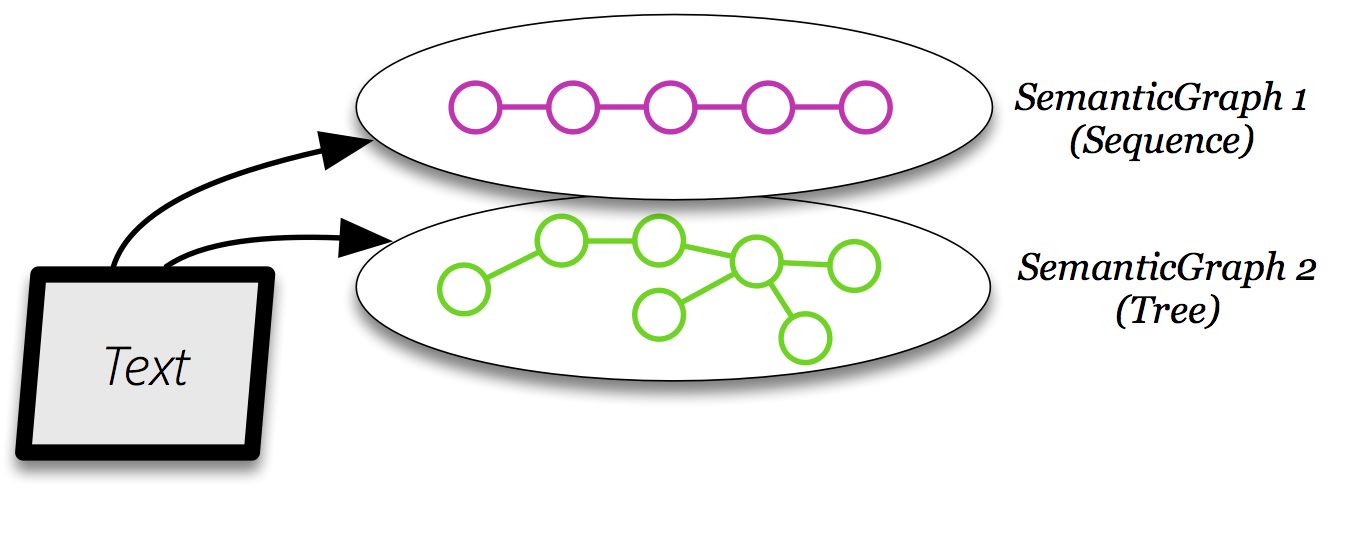 SemanticGraph 1
(Sequence)
SemanticGraph 2
(Tree)
Text